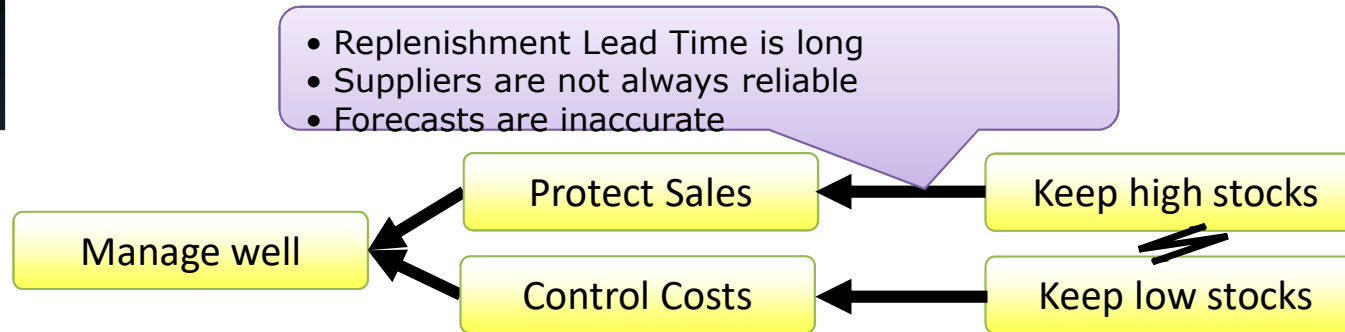 • Replenishment Lead Time is long
• Suppliers are not always reliable
• Forecasts are inaccurate
Protect Sales
Keep high stocks
Manage well
Control Costs
Keep low stocks